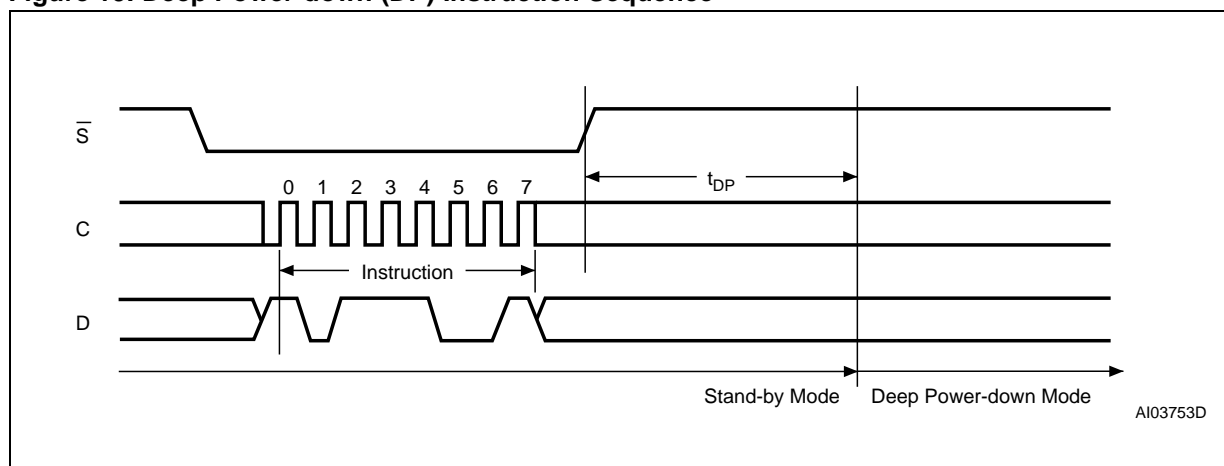 Figure Deep Power-down (DP) Instruction Sequence
S
tDP
0 1 2 3 4 5 6 7
C
Instruction
D
Stand-by Mode Deep Power-down Mode
AI03753D